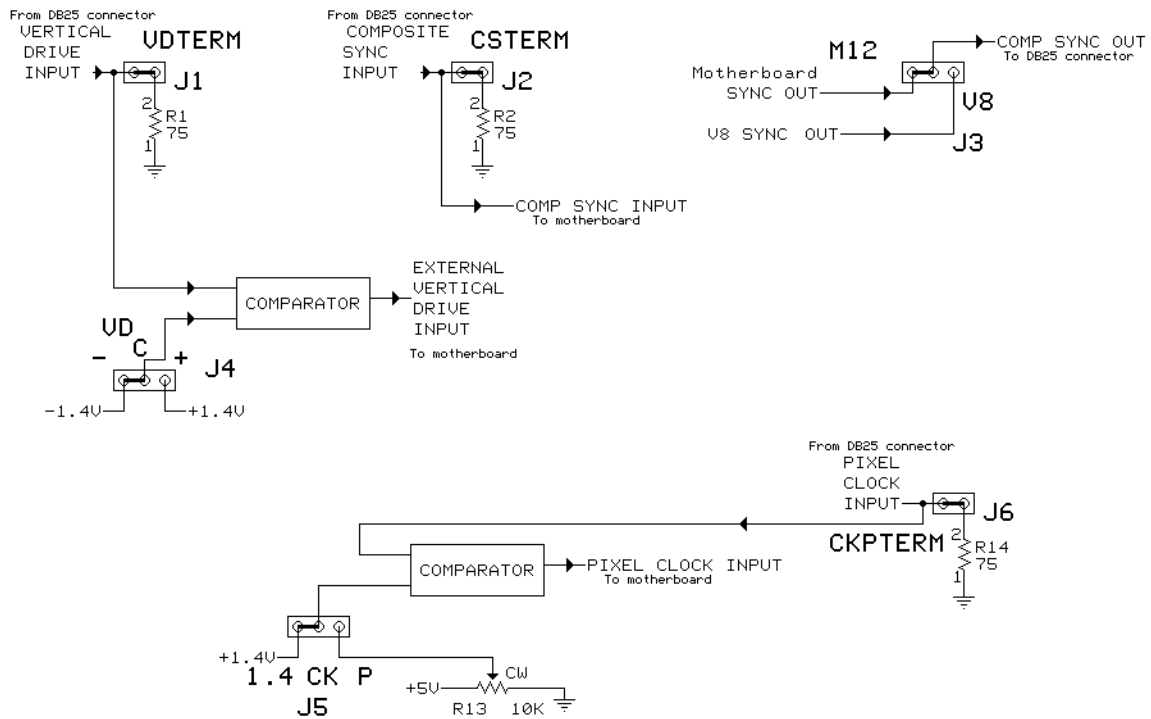 From DB25 connector
VERTICAL
DRIVE
INPUT
VDTERM
J1
2
R1
75
1
From DB25 connector
COMPOSITE
SYNC
INPUT
CSTERM
J2
2
R2
75
1
COMP SYNC INPUT
To motherboard
M12
COMP SYNC OUT
To DB25 connector
Motherboard
SYNC OUT
V8
V8 SYNC OUT
J3
COMPARATOR
EXTERNAL
VERTICAL
DRIVE
INPUT
To motherboard
VD
- C +
J4
-1.4V
+1.4V
From DB25 connector
PIXEL
CLOCK
INPUT
J6
CKPTERM
2
R14
75
1
COMPARATOR
PIXEL CLOCK INPUT
To motherboard
+1.4V
1.4 CK P
J5
CW
+5V
R13 10K